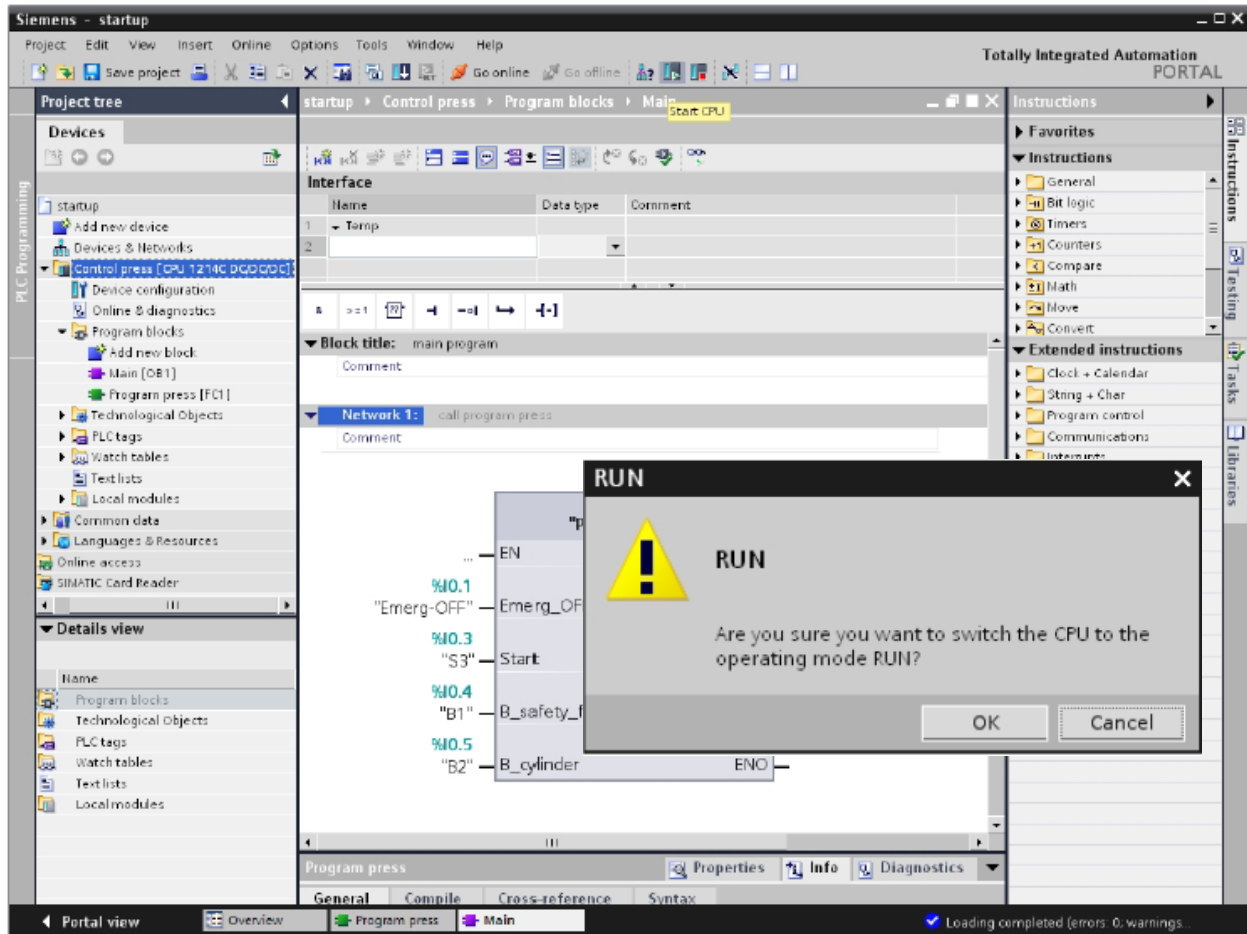 Siemens - startup
Project Edit View Insert Online Options Tools Window Help
Totally Integrated Automation
PORTAL
Save project
Go online
Go offline
Project tree
startup Control press Program blocks Main
Start CPU
Instructions
Devices
Favorites
Instructions
General
Bit logic
Timers
Counters
Compare
Math
Move
Convert
Extended instructions
Clock + Calendar
String + Char
Program control
Communications
Interrupts
PLC Programming
Instructions
Testing
Tasks
Libraries
startup
Add new device
Devices & Networks
Control press [CPU 1214C DC/DC/DC]
Device configuration
Online & diagnostics
Program blocks
Add new block
Main [OB1]
Program press [FC1]
Technological Objects
PLC tags
Watch tables
Text lists
Local modules
Common data
Languages & Resources
Online access
SIMATIC Card Reader
Details view
Name
Program blocks
Technological Objects
PLC tags
Watch tables
Text lists
Local modules
Interface
Name Data type Comment
1 Temp
2
& >=1 ??
Block title: main program
Comment
Network 1: call program press
Comment
"p
... EN
%I0.1
"Emerg-OFF" Emerg_OF
%I0.3
"S3" Start
%I0.4
"B1" B_safety_f
%I0.5
"B2" B_cylinder ENO
RUN
RUN
Are you sure you want to switch the CPU to the
operating mode RUN?
OK Cancel
Program press
Properties Info Diagnostics
General Compile Cross-reference Syntax
Portal view Overview Program press Main
Loading completed (errors: 0; warnings...